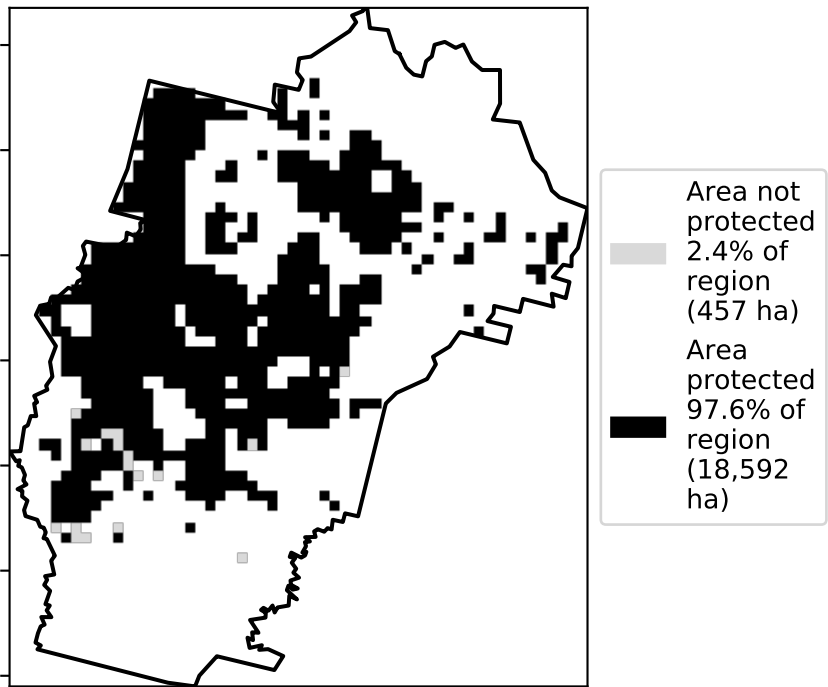 Area not
protected
2.4% of
region
(457 ha)
Area
protected
97.6% of
region
(18,592
ha)